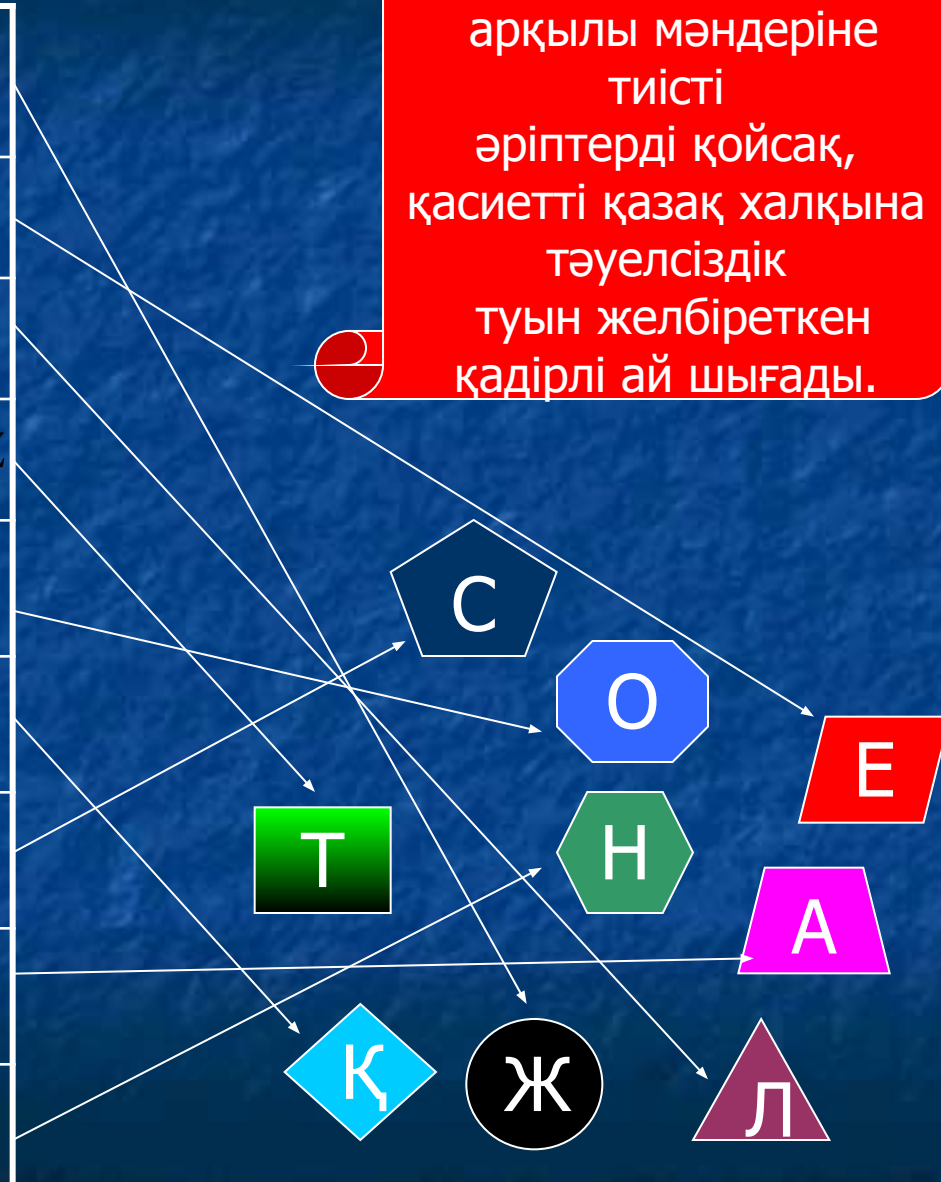 арқылы мәндеріне
тиісті
әріптерді қойсақ,
қасиетті қазақ халқына
тәуелсіздік
туын желбіреткен
қадірлі ай шығады.
С
О
Е
Т
Н
А
Қ
Ж
Л